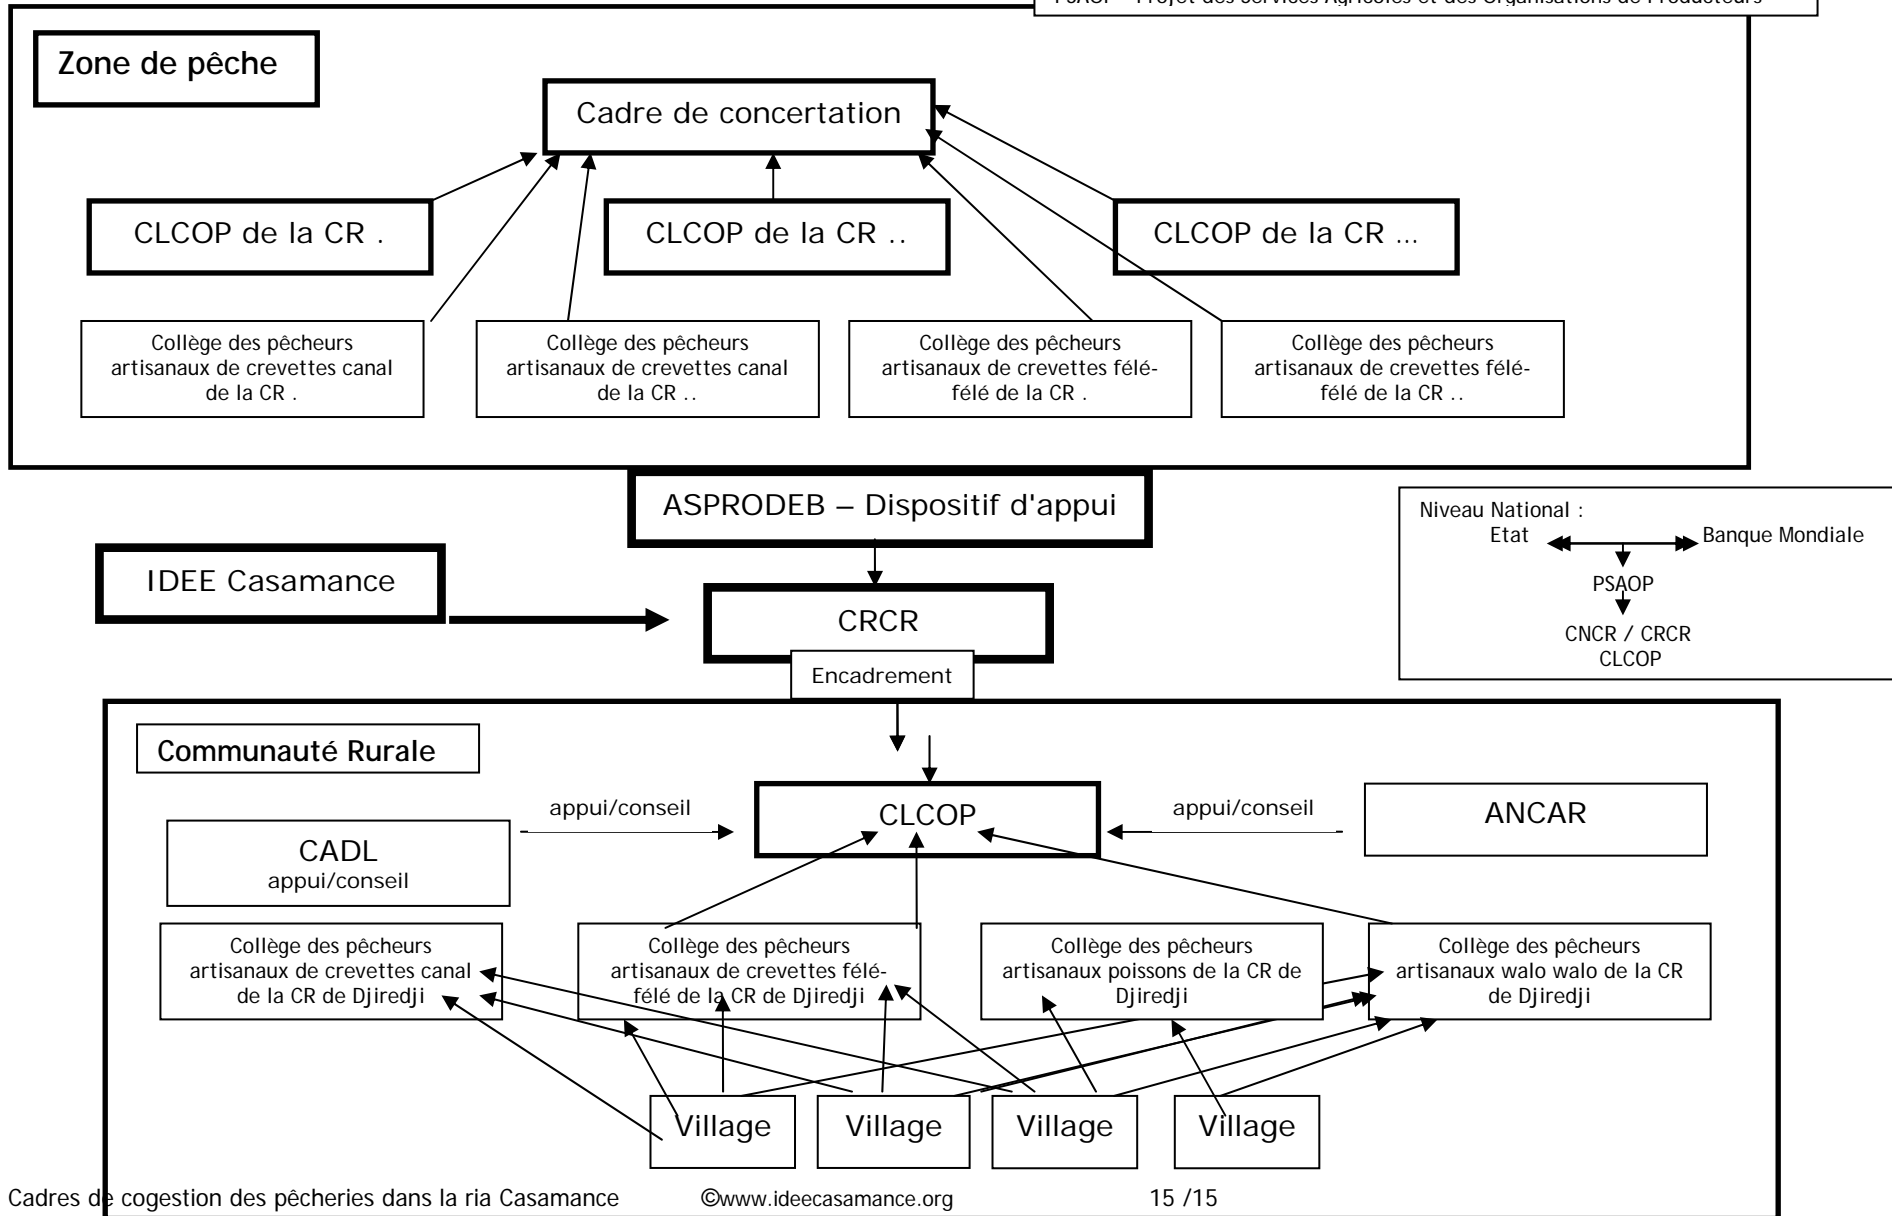 PSAOP – Projet des Services Agricoles et des Organisations de Producteurs
Zone de pêche
Cadre de concertation
CLCOP de la CR .
CLCOP de la CR ..
CLCOP de la CR ...
Collège des pêcheurs
artisanaux de crevettes canal
de la CR .
Collège des pêcheurs
artisanaux de crevettes canal
de la CR ..
Collège des pêcheurs
artisanaux de crevettes félé-
félé de la CR .
Collège des pêcheurs
artisanaux de crevettes félé-
félé de la CR ..
ASPRODEB – Dispositif d'appui
Niveau National :
Etat
Banque Mondiale
PSAOP
CNCR / CRCR
CLCOP
IDEE Casamance
CRCR
Encadrement
Communauté Rurale
appui/conseil
CLCOP
appui/conseil
ANCAR
CADL
appui/conseil
Collège des pêcheurs
artisanaux de crevettes canal
de la CR de Djiredji
Collège des pêcheurs
artisanaux de crevettes félé-
félé de la CR de Djiredji
Collège des pêcheurs
artisanaux poissons de la CR de
Djiredji
Collège des pêcheurs
artisanaux walo walo de la CR
de Djiredji
Village
Village
Village
Village
Cadres de cogestion des pêcheries dans la ria Casamance ©www.ideecasamance.org 15 /15